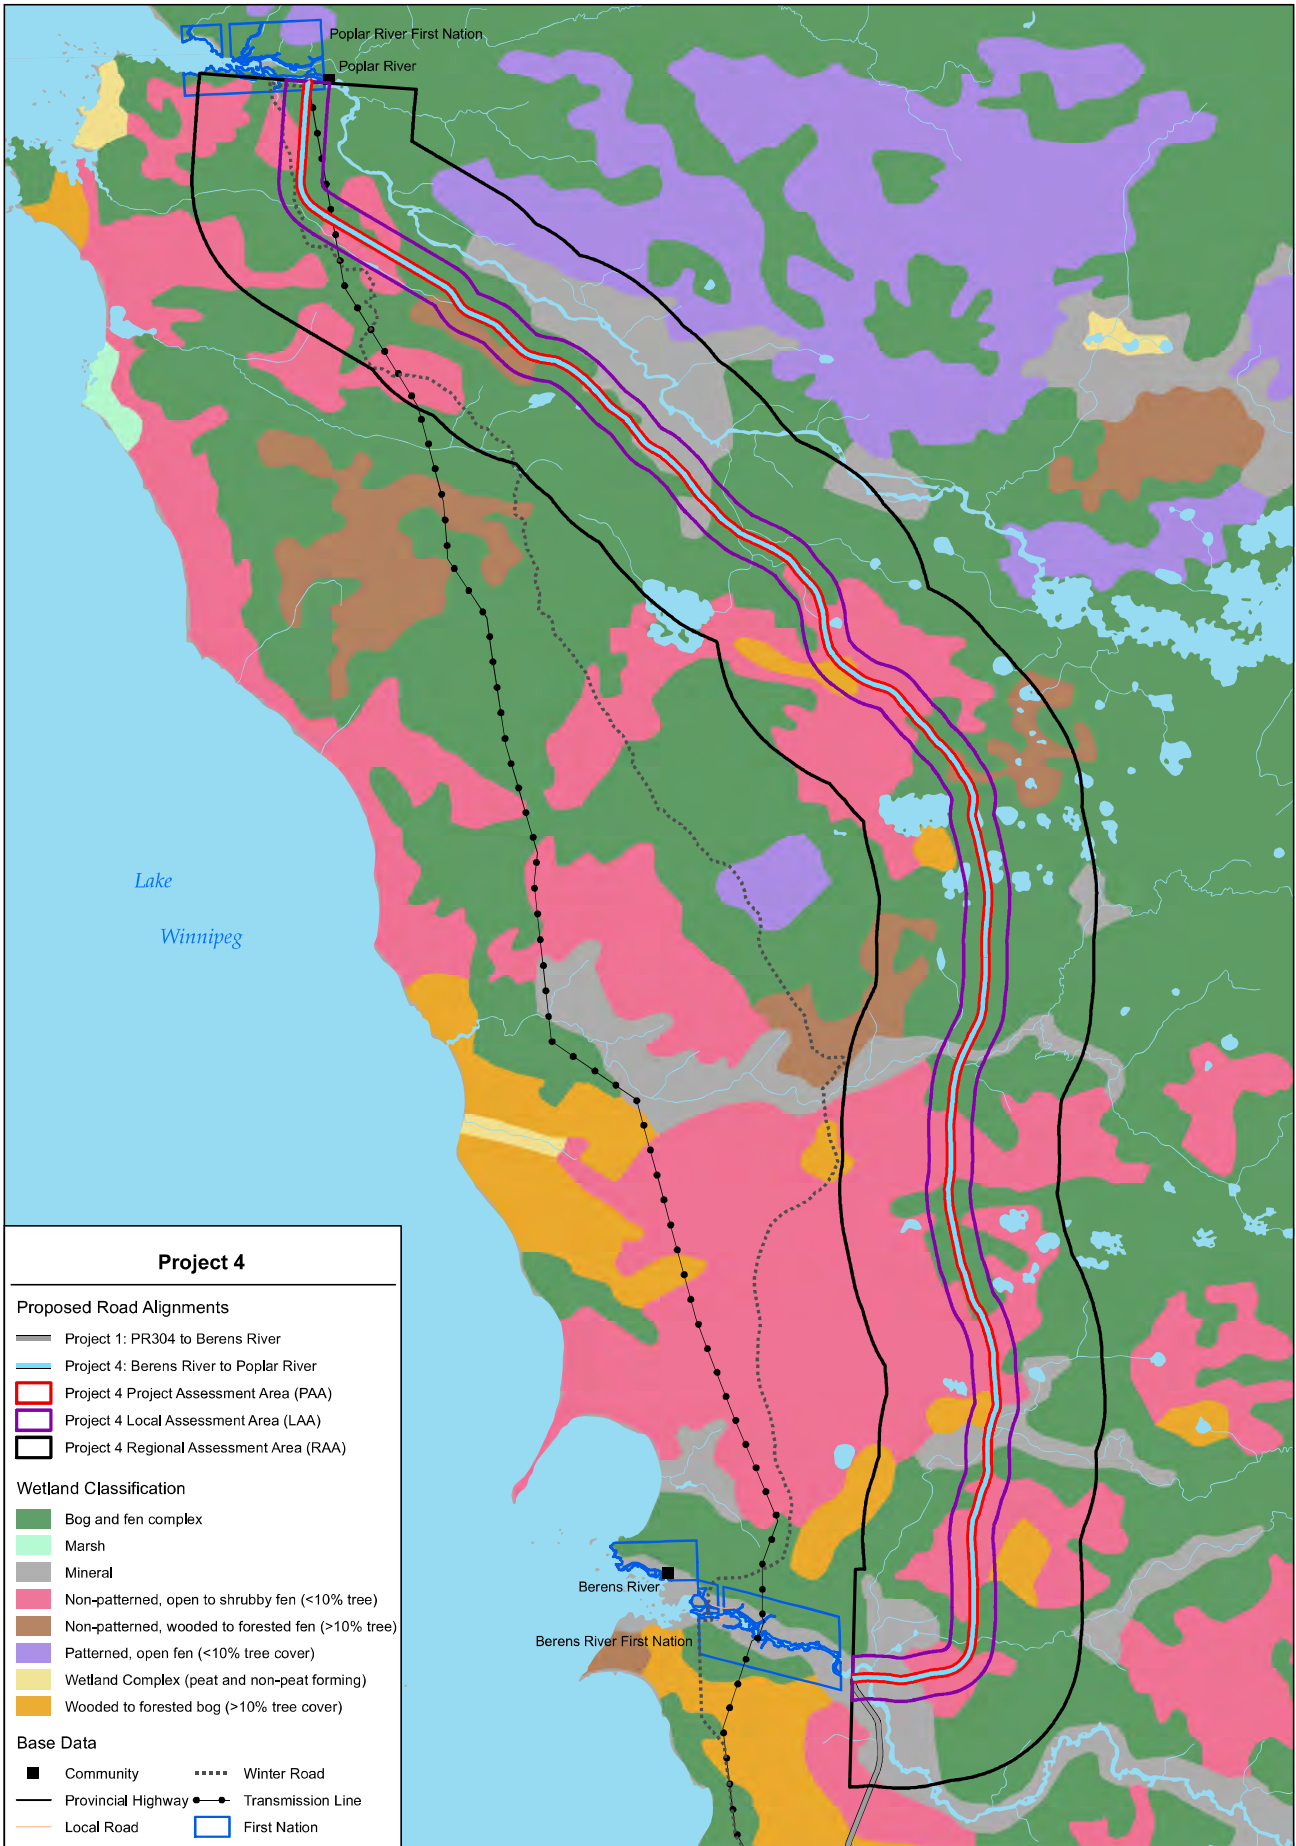 Poplar River First Nation
Poplar River
Lake
Winnipeg
Berens River
Berens River First Nation
Project 4
Proposed Road Alignments
Project 1: PR304 to Berens River
Project 4: Berens River to Poplar River
Project 4 Project Assessment Area (PAA)
Project 4 Local Assessment Area (LAA)
Project 4 Regional Assessment Area (RAA)
Wetland Classification
Bog and fen complex
Marsh
Mineral
Non-patterned, open to shrubby fen (<10% tree)
Non-patterned, wooded to forested fen (>10% tree)
Patterned, open fen (<10% tree cover)
Wetland Complex (peat and non-peat forming)
Wooded to forested bog (>10% tree cover)
Base Data
Community
Winter Road
Provincial Highway
Transmission Line
Local Road
First Nation